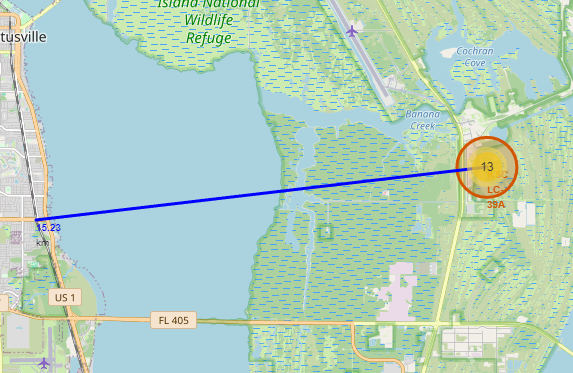 Island National
Wildlife
Refuge
tusville
Cochran
Cove
Banana
Creek
13
C
LC-
39A
15.23
km
US 1
FL 405